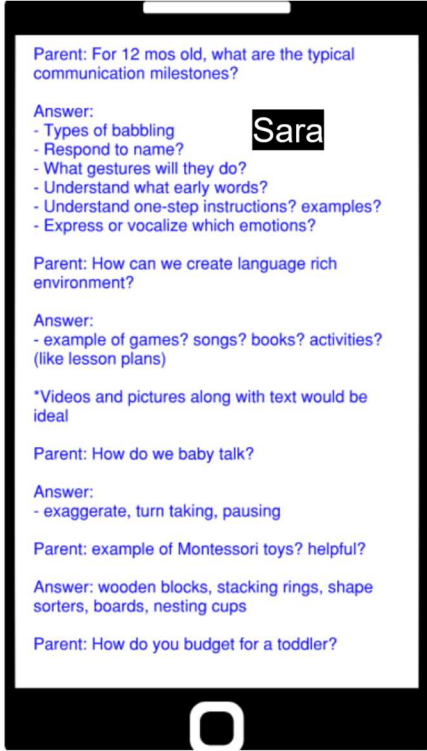 Parent: For 12 mos old, what are the typical
communication milestones?
Answer:
- Types of babbling
Sara
- Respond to name?
- What gestures will they do?
- Understand what early words?
- Understand one-step instructions? examples?
- Express or vocalize which emotions?
Parent: How can we create language rich
environment?
Answer:
- example of games? songs? books? activities?
(like lesson plans)
*Videos and pictures along with text would be
ideal
Parent: How do we baby talk?
Answer:
- exaggerate, turn taking, pausing
Parent: example of Montessori toys? helpful?
Answer: wooden blocks, stacking rings, shape
sorters, boards, nesting cups
Parent: How do you budget for a toddler?